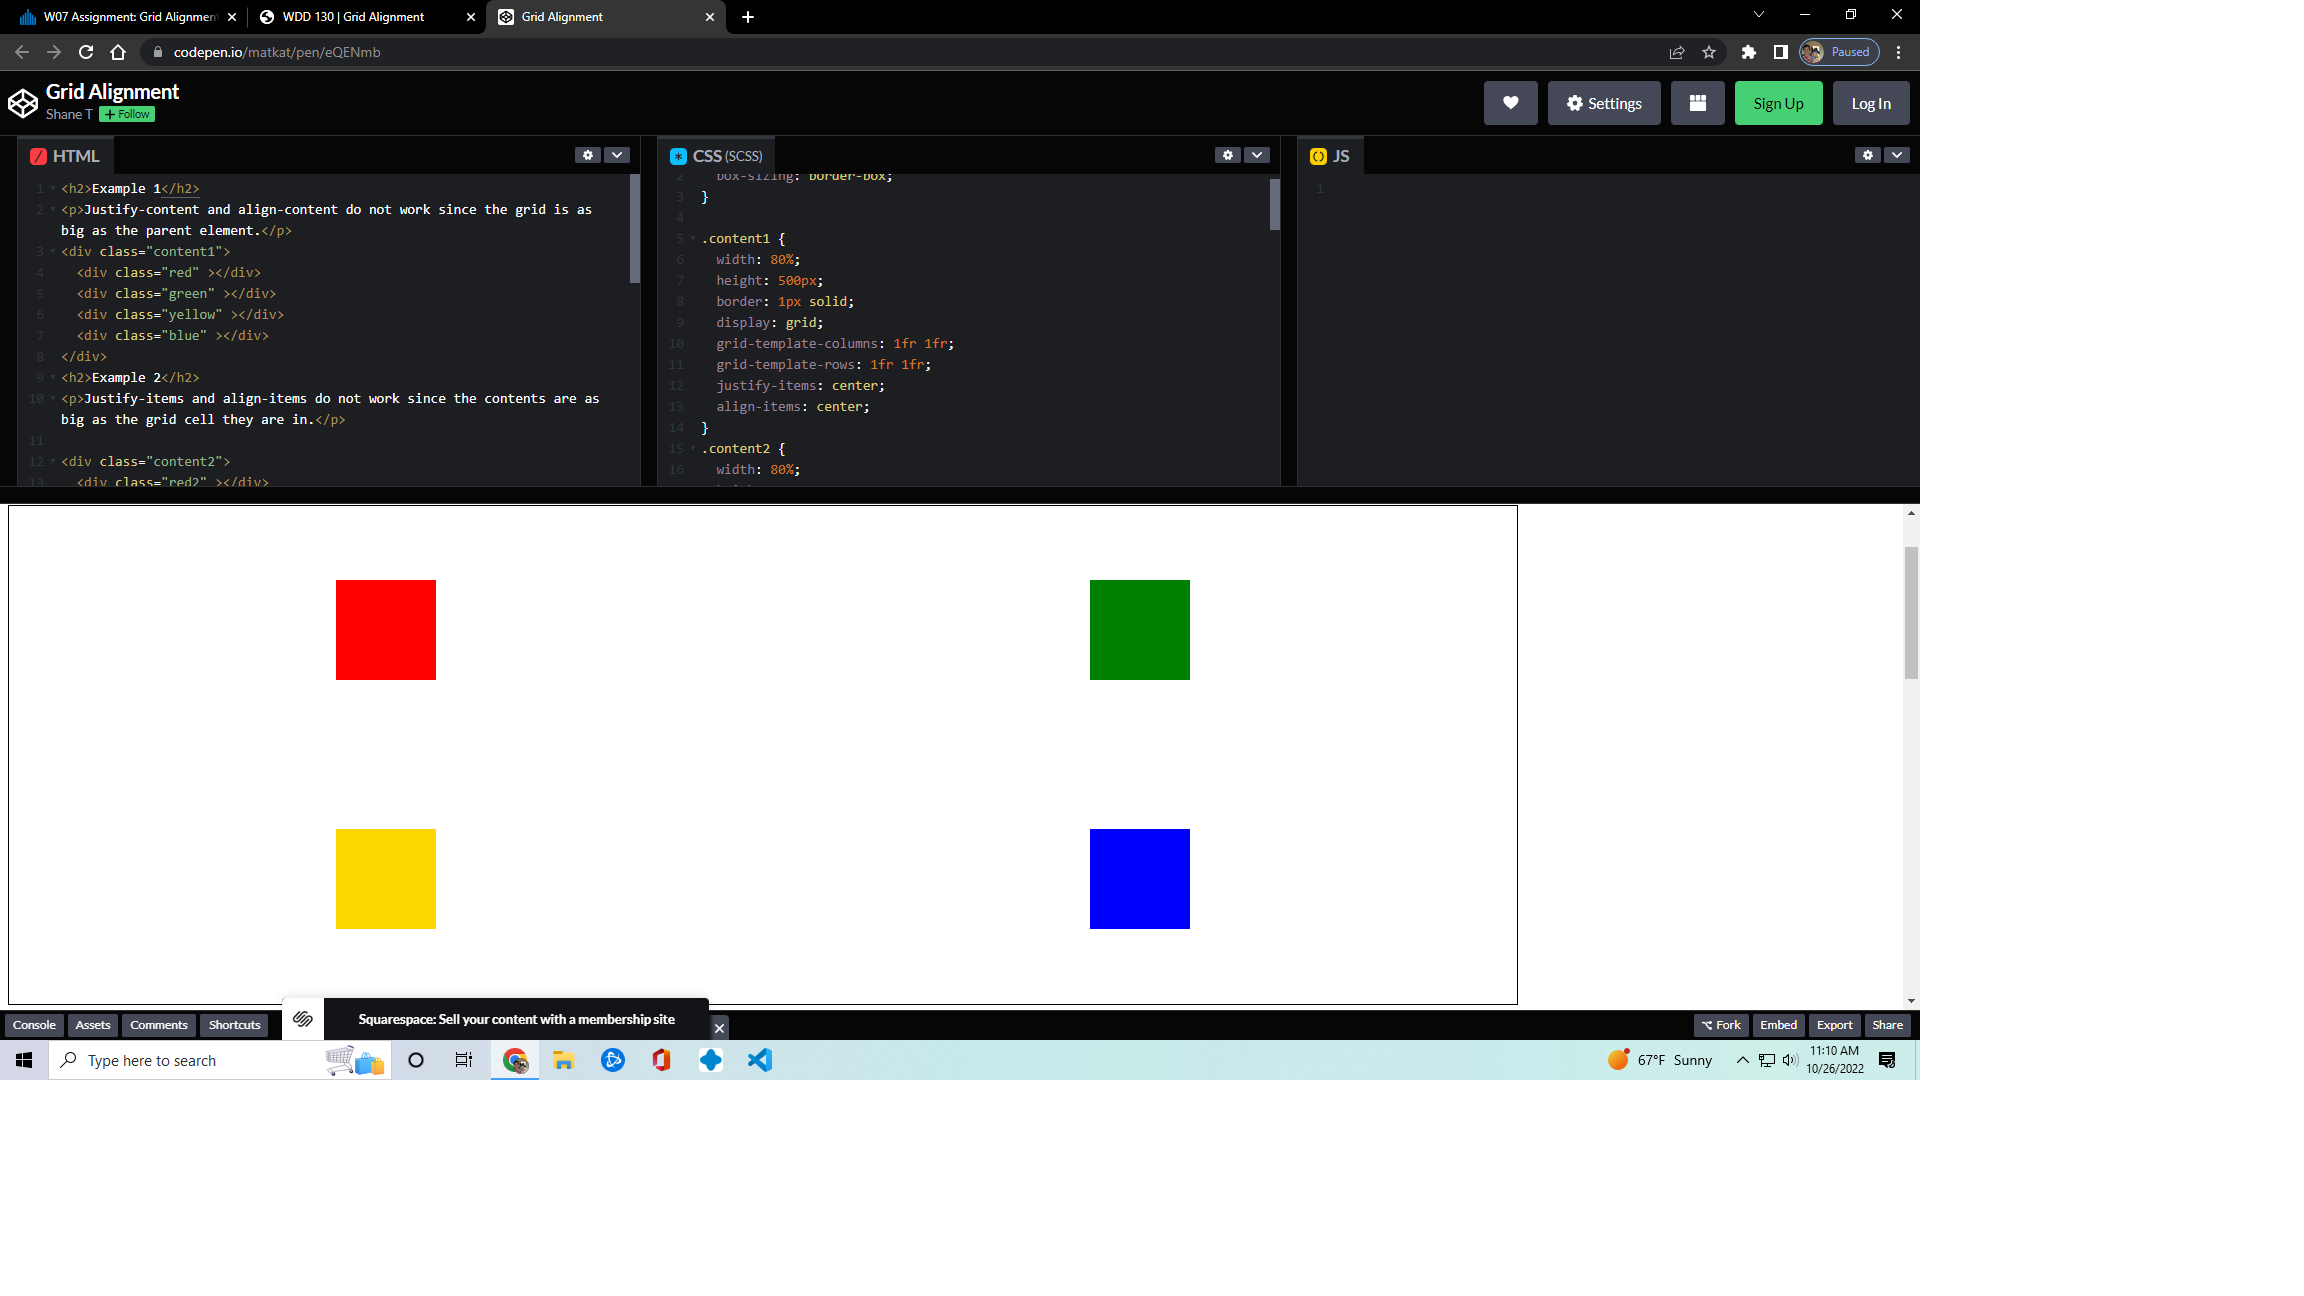 W07 Assignment: Grid Alignment
WDD 130 | Grid Alignment
Grid Alignment
codepen.io/matkat/pen/eQENmb
Paused
Grid Alignment
Shane T
+ Follow
Settings
Sign Up
Log In
HTML
1 <h2>Example 1</h2>
2 <p>Justify-content and align-content do not work since the grid is as
big as the parent element.</p>
3 <div class="content1">
4 <div class="red" ></div>
5 <div class="green" ></div>
6 <div class="yellow" ></div>
7 <div class="blue" ></div>
8 </div>
9 <h2>Example 2</h2>
10 <p>Justify-items and align-items do not work since the contents are as
big as the grid cell they are in.</p>
11
12 <div class="content2">
13 <div class="red2" ></div>
CSS (SCSS)
2 box-sizing: border-box;
3 }
4
5 .content1 {
6 width: 80%;
7 height: 500px;
8 border: 1px solid;
9 display: grid;
10 grid-template-columns: 1fr 1fr;
11 grid-template-rows: 1fr 1fr;
12 justify-items: center;
13 align-items: center;
14 }
15 .content2 {
16 width: 80%;
JS
1
Console
Assets
Comments
Shortcuts
Squarespace: Sell your content with a membership site
Fork
Embed
Export
Share
Type here to search
67°F Sunny
11:10 AM
10/26/2022